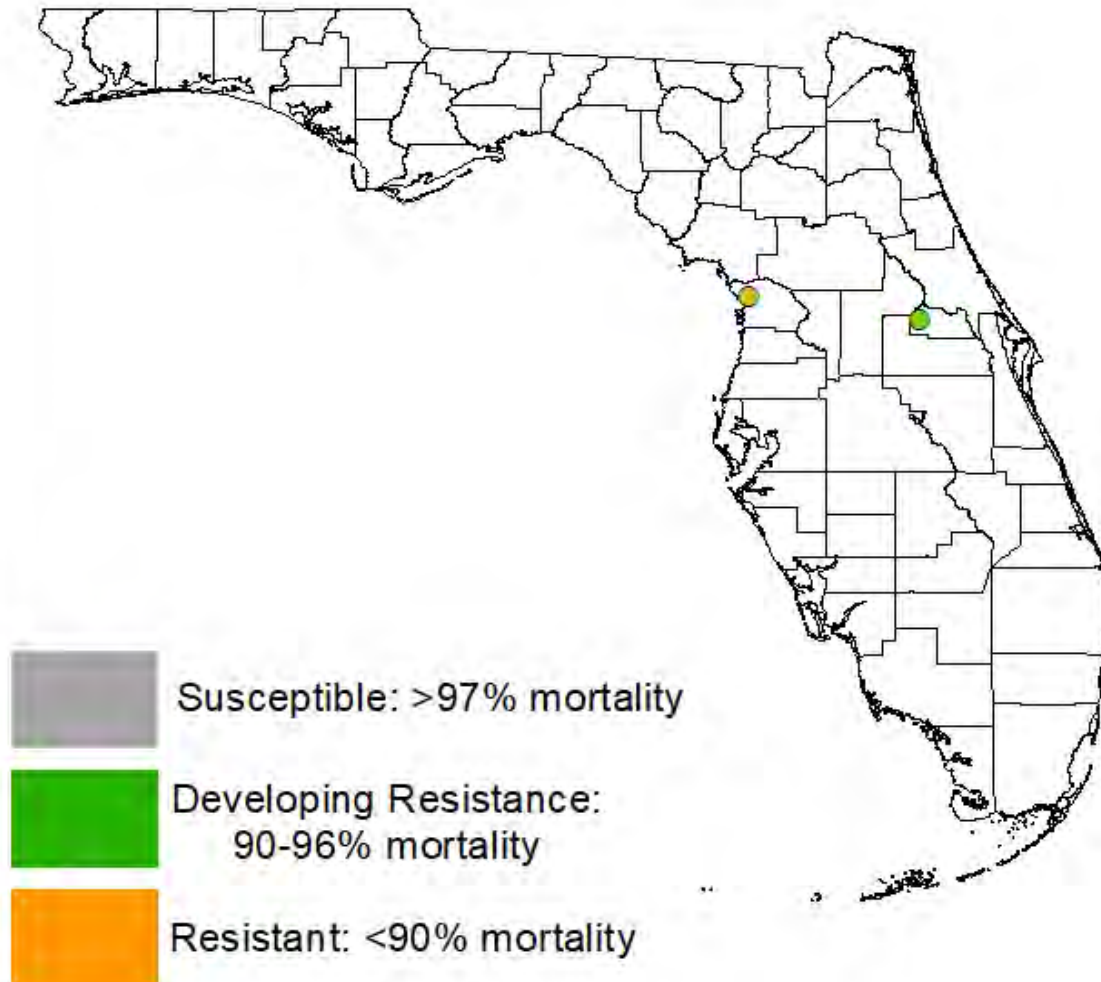 Susceptible: >97% mortality
Developing Resistance:
90-96% mortality
Resistant: <90% mortality